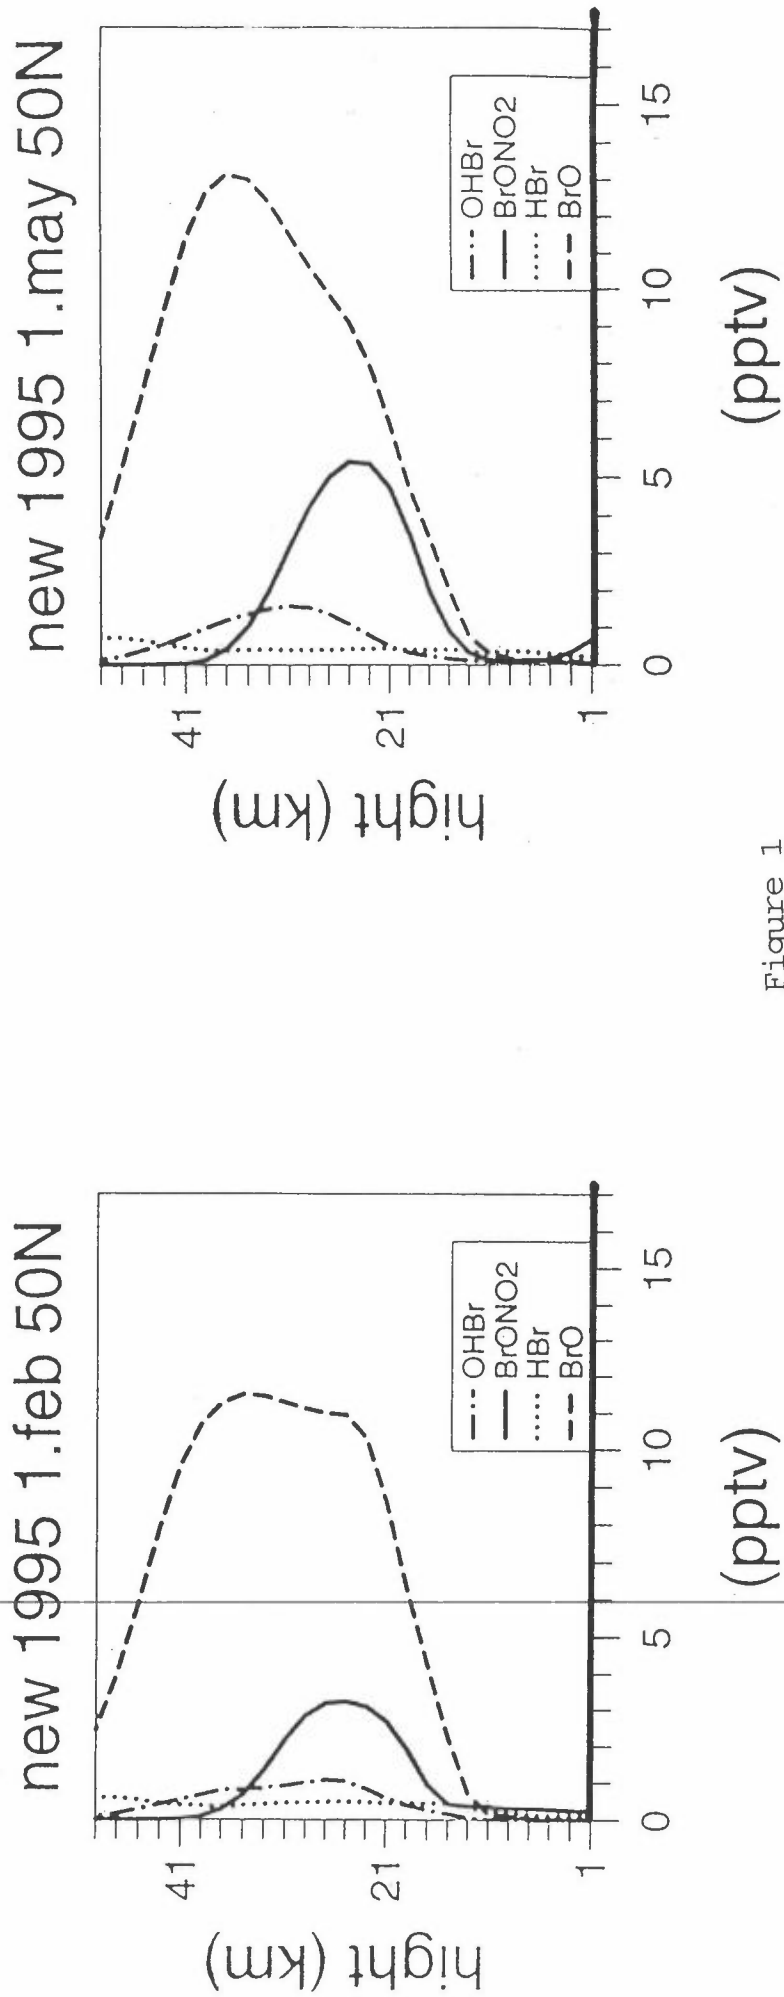 new 1995 1.feb 50N
hight (km)
41
21
1
OHBr
BrONO2
HBr
BrO
0
5
10
15
(pptv)
new 1995 1.may 50N
hight (km)
41
21
1
OHBr
BrONO2
HBr
BrO
0
5
10
15
(pptv)
Figure 1